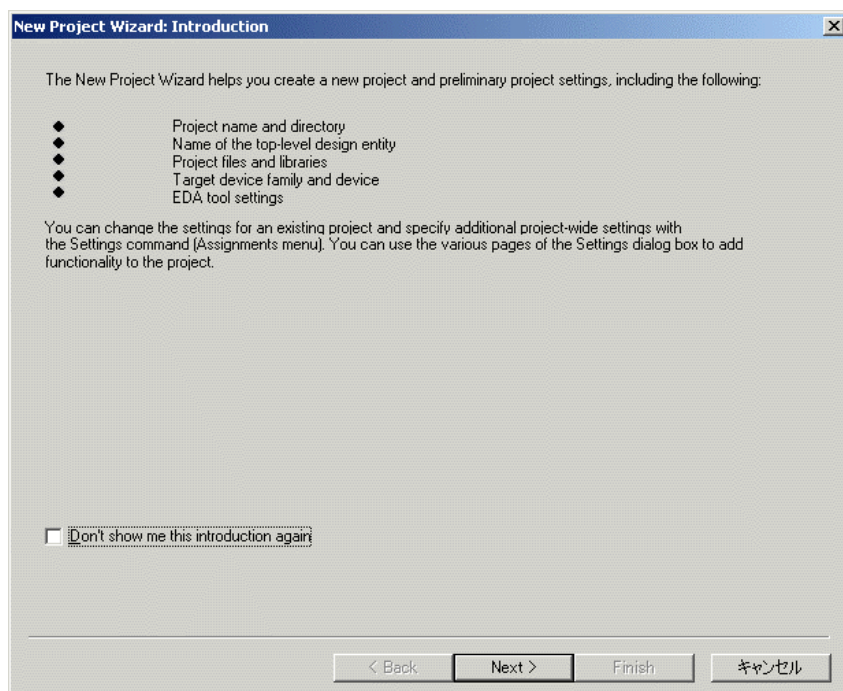 New Project Wizard: Introduction
The New Project Wizard helps you create a new project and preliminary project settings, including the following:
Project name and directory
Name of the top-level design entity
Project files and libraries
Target device family and device
EDA tool settings
You can change the settings for an existing project and specify additional project-wide settings with
the Settings command (Assignments menu). You can use the various pages of the Settings dialog box to add
functionality to the project.
Don't show me this introduction again
< Back
Next >
Finish
キャンセル